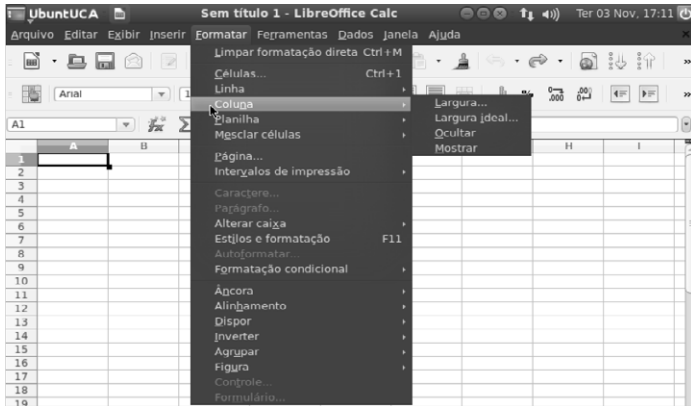 UbuntUCA Sem título 1 - LibreOffice Calc Ter 03 Nov, 17:11
Arquivo Editar Exibir Inserir Formatar Ferramentas Dados Janela Ajuda
Limpar formatação direta Ctrl+M
Células... Ctrl+1
Linha
Arial
Coluna
Largura...
Largura ideal...
Ocultar
Mostrar
A1
Planilha
Mesclar células
Página...
Intervalos de impressão
Caractere...
Parágrafo...
Alterar caixa
Estilos e formatação F11
Autoformatar...
Formatação condicional
Âncora
Alinhamento
Dispor
Inverter
Agrupar
Figura
Controle...
Formulário...
A B H I
1
2
3
4
5
6
7
8
9
10
11
12
13
14
15
16
17
18
19